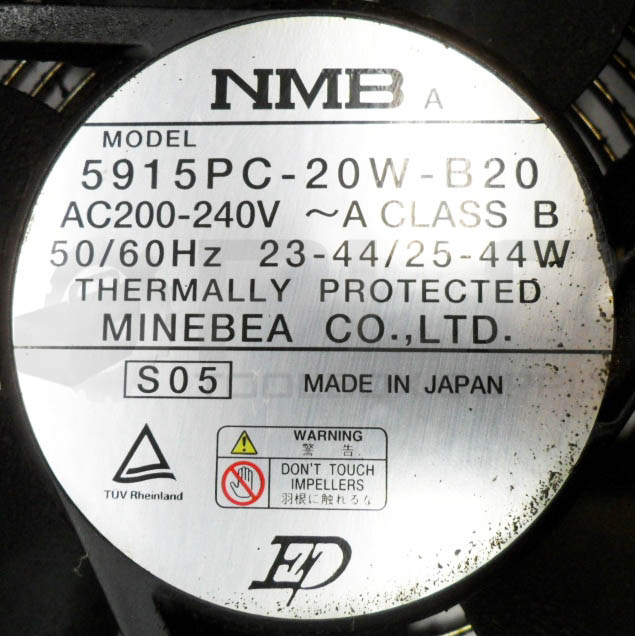 NMB A
MODEL
5915PC-20W-B20
AC200-240V ~A CLASS B
50/60Hz 23-44/25-44W
THERMALLY PROTECTED
MINEBEA CO.,LTD.
S05 MADE IN JAPAN
WARNING
警 告
DON'T TOUCH
IMPELLERS
羽根に触れるな
TÜV Rheinland